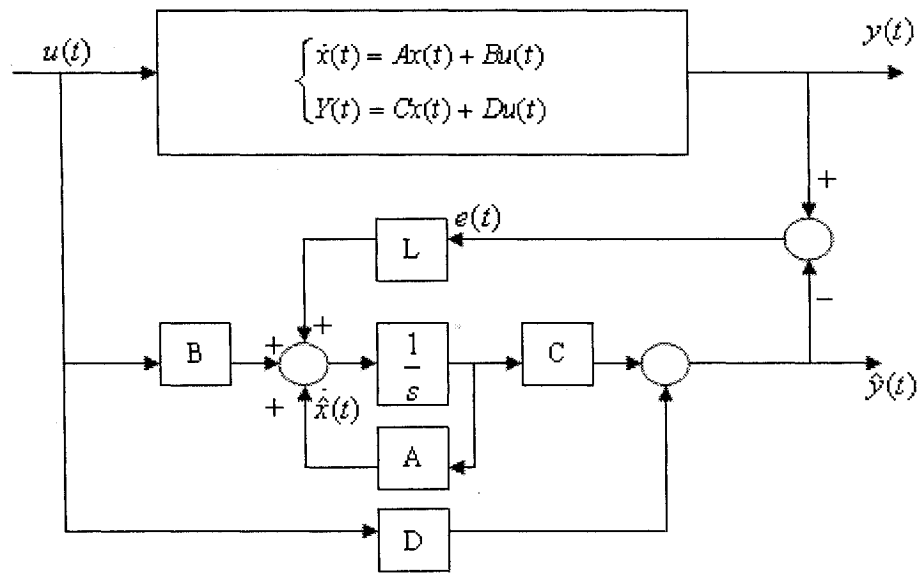 u(t)
y(t)
ẋ(t) = Ax(t) + Bu(t)
Y(t) = Cx(t) + Du(t)
+
e(t)
L
−
+
B
+
1
s
C
+
x̂̇(t)
ŷ(t)
A
D